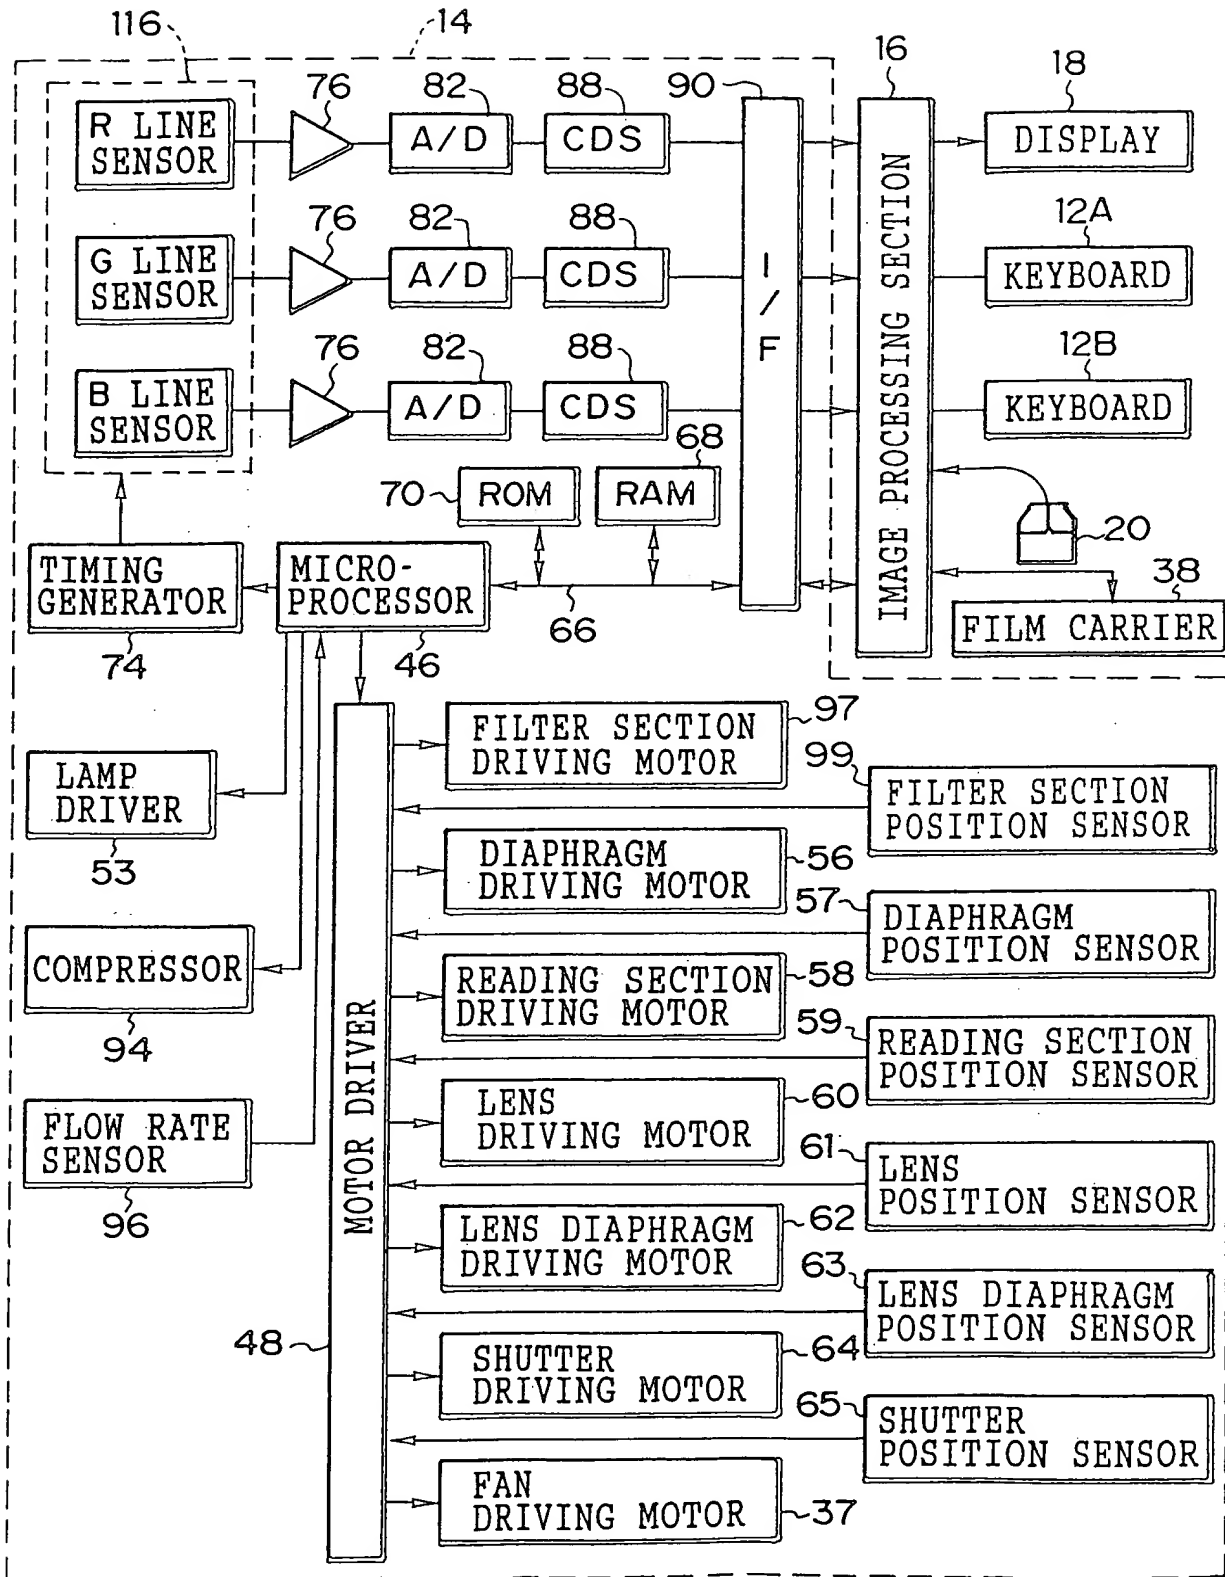 116
14
16
18
76
82
88
90
R LINE
SENSOR
A/D
CDS
DISPLAY
76
82
88
12A
G LINE
SENSOR
A/D
CDS
KEYBOARD
76
82
88
12B
B LINE
SENSOR
A/D
CDS
KEYBOARD
I/F
IMAGE PROCESSING SECTION
68
70
ROM
RAM
20
TIMING
GENERATOR
MICRO-
PROCESSOR
66
38
FILM CARRIER
74
46
FILTER SECTION
DRIVING MOTOR
97
99
FILTER SECTION
POSITION SENSOR
LAMP
DRIVER
53
DIAPHRAGM
DRIVING MOTOR
56
57
DIAPHRAGM
POSITION SENSOR
COMPRESSOR
94
READING SECTION
DRIVING MOTOR
58
59
READING SECTION
POSITION SENSOR
MOTOR DRIVER
FLOW RATE
SENSOR
96
LENS
DRIVING MOTOR
60
61
LENS
POSITION SENSOR
LENS DIAPHRAGM
DRIVING MOTOR
62
63
LENS DIAPHRAGM
POSITION SENSOR
48
SHUTTER
DRIVING MOTOR
64
65
SHUTTER
POSITION SENSOR
FAN
DRIVING MOTOR
37